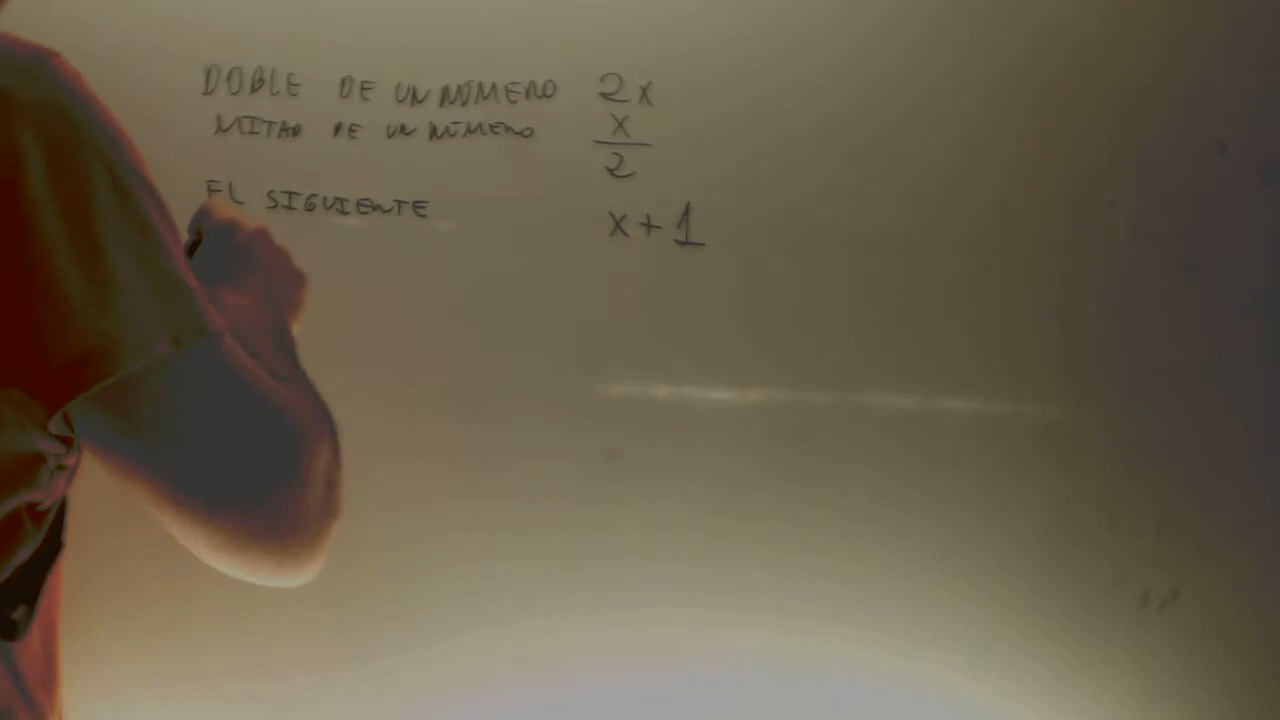 DOBLE DE UN NÚMERO 2x
MITAD DE UN NÚMERO x/2
EL SIGUIENTE x+1